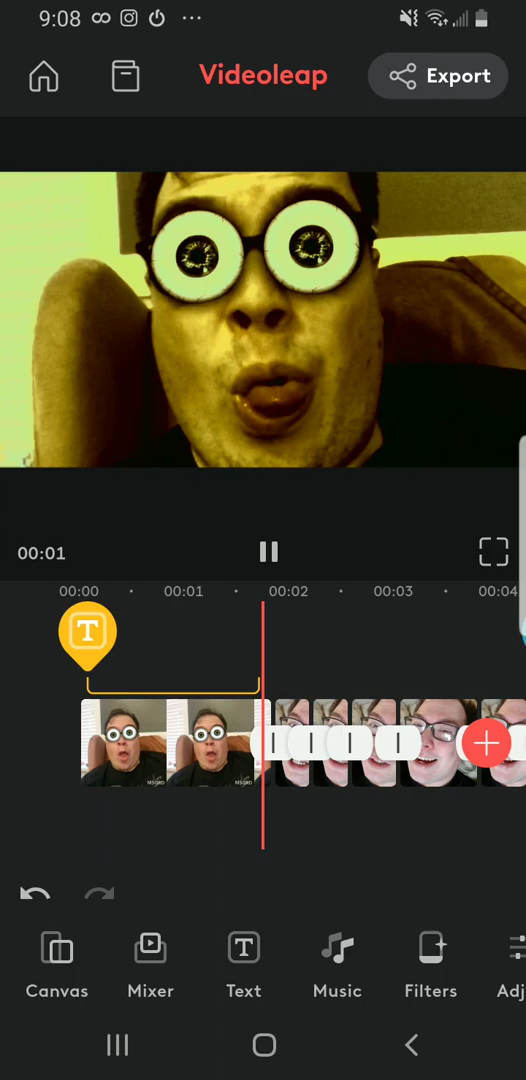 9:08
Videoleap
Export
00:01
00:00 00:01 00:02 00:03 00:04
T
Canvas Mixer Text Music Filters Adj